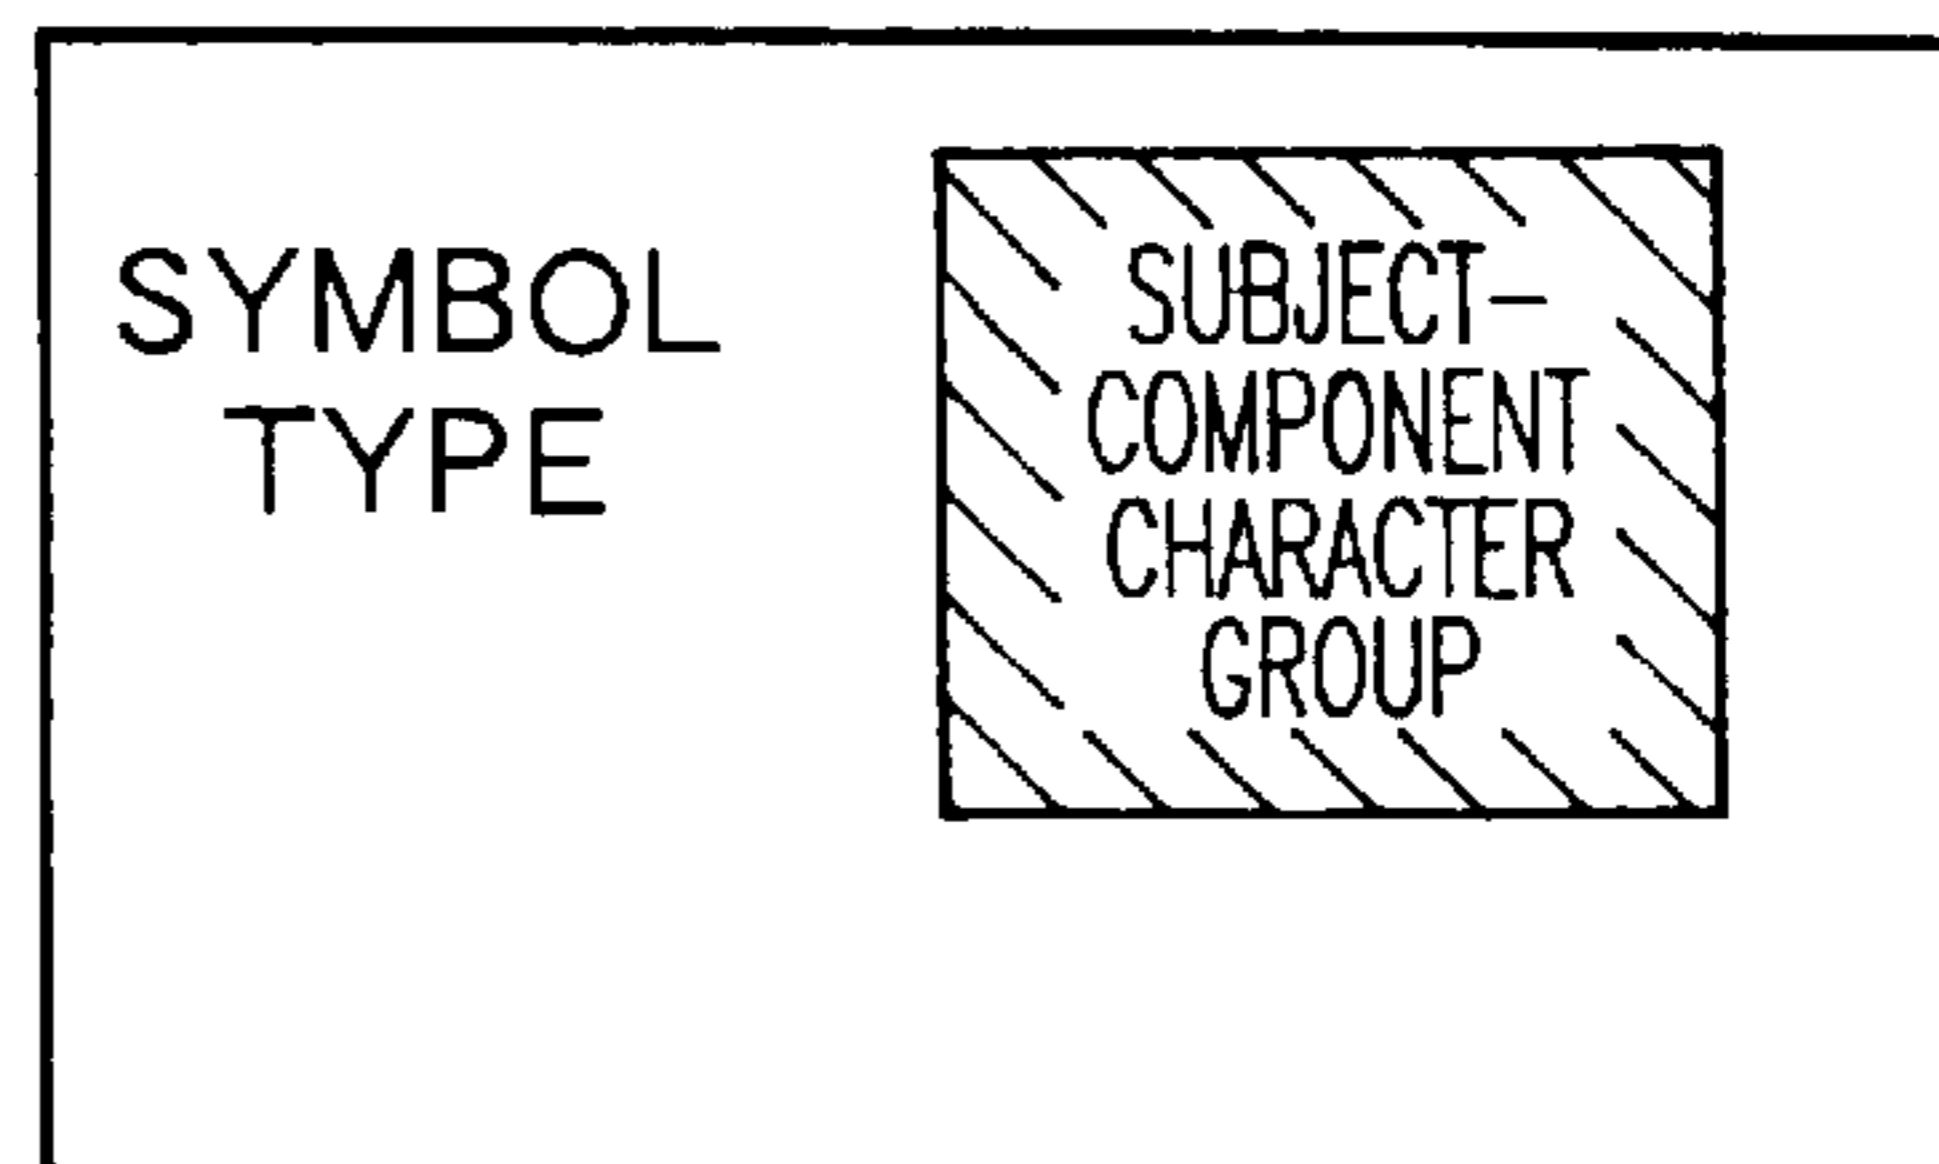 SYMBOL
TYPE
SUBJECT-
COMPONENT
CHARACTER
GROUP